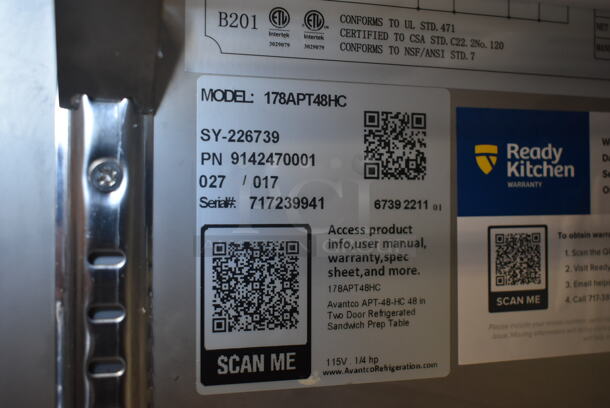 B201
Intertek
3029079
Intertek
3029079
CONFORMS TO UL STD. 471
CERTIFIED TO CSA STD. C22. 2No. 120
CONFORMS TO NSF/ANSI STD. 7
MODEL: 178APT48HC
SY-226739
PN 9142470001
027 / 017
Serial#: 717239941
6739 2211 01
Access product
info,user manual,
warranty,spec
sheet,and more.
178APT48HC
Avantco APT-48-HC 48 in
Two Door Refrigerated
Sandwich Prep Table
SCAN ME
115V 1/4 hp
www.AvantcoRefrigeration.com
Ready
Kitchen
WARRANTY
To obtain
1. Scan the
2. Visit
3. Email
4. Call
SCAN ME